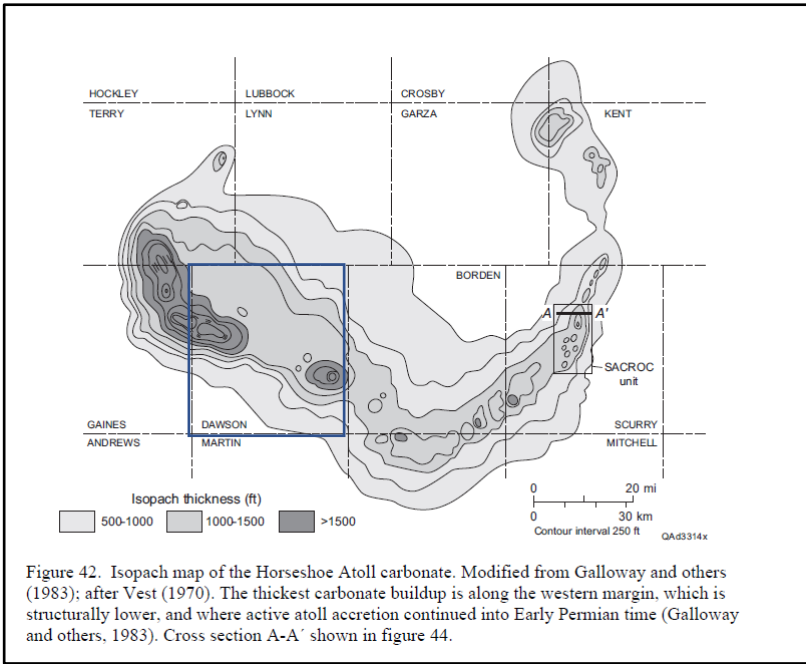 HOCKLEY LUBBOCK CROSBY
TERRY LYNN GARZA KENT
BORDEN
A A'
SACROC
unit
GAINES DAWSON SCURRY
ANDREWS MARTIN MITCHELL
Isopach thickness (ft)
500-1000 1000-1500 >1500
0 20 mi
0 30 km
Contour interval 250 ft
QAd3314x
Figure 42. Isopach map of the Horseshoe Atoll carbonate. Modified from Galloway and others
(1983); after Vest (1970). The thickest carbonate buildup is along the western margin, which is
structurally lower, and where active atoll accretion continued into Early Permian time (Galloway
and others, 1983). Cross section A-A´ shown in figure 44.